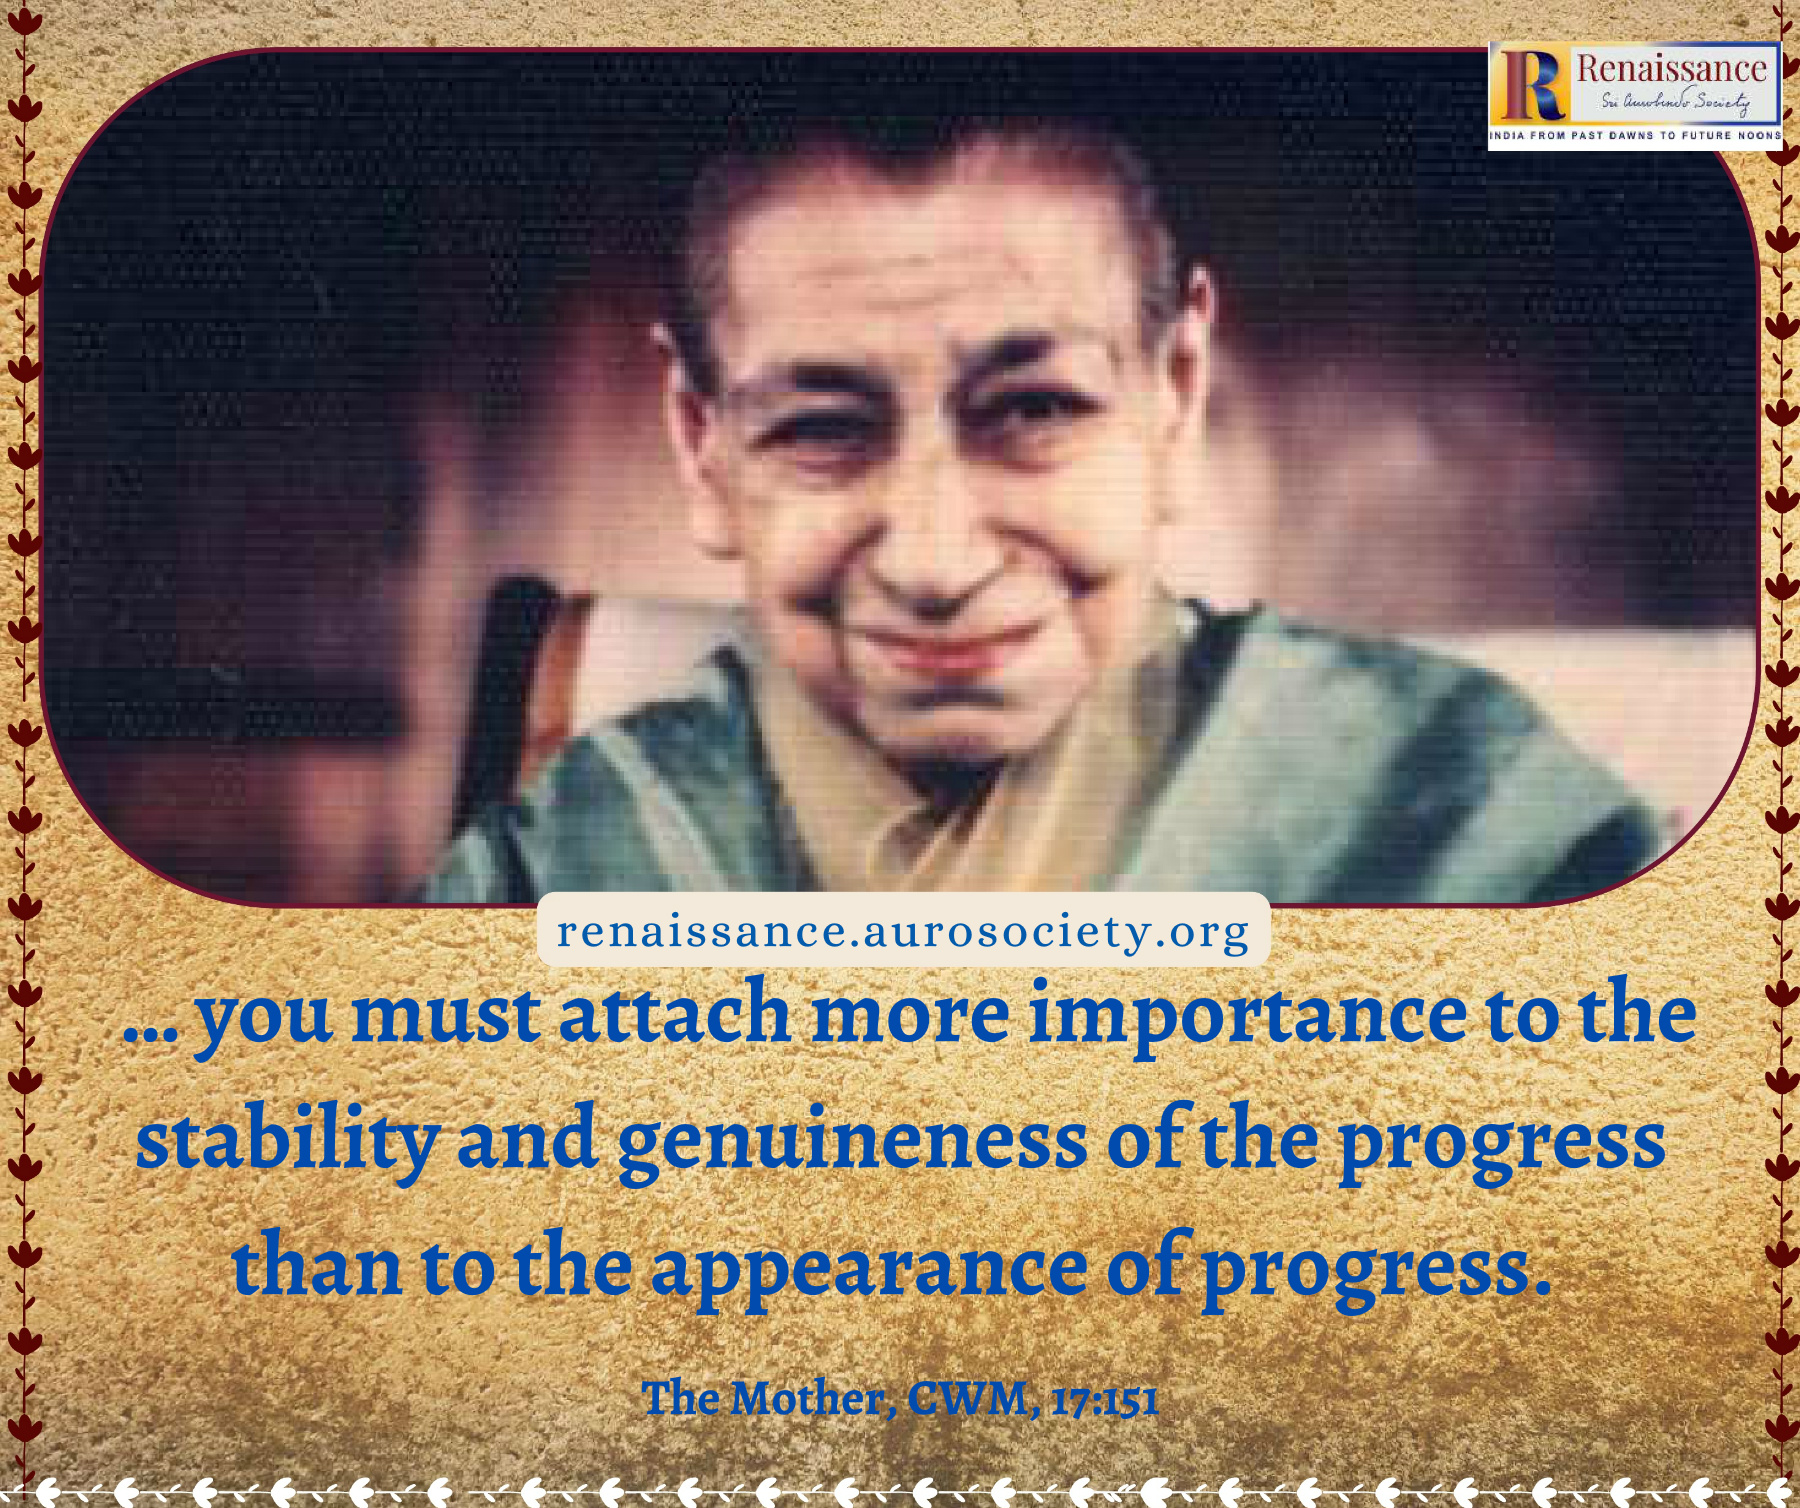 R Renaissance
Sri Aurobindo Society
INDIA FROM PAST DAWNS TO FUTURE NOONS
renaissance.aurosociety.org
... you must attach more importance to the
stability and genuineness of the progress
than to the appearance of progress.
The Mother, CWM, 17:151